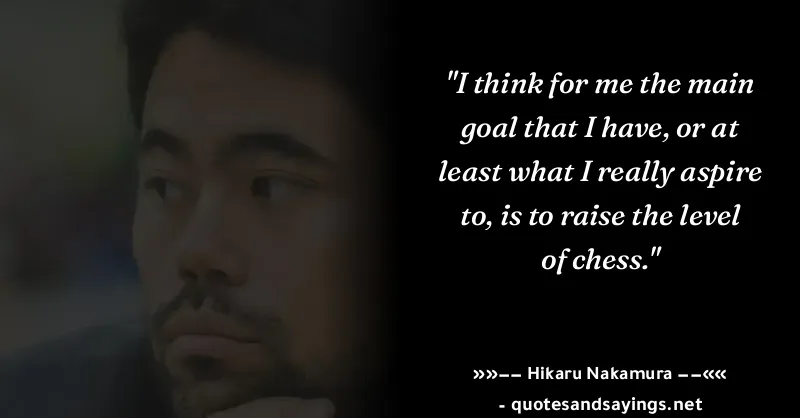 "I think for me the main
goal that I have, or at
least what I really aspire
to, is to raise the level
of chess."
»»−− Hikaru Nakamura −−««
- quotesandsayings.net